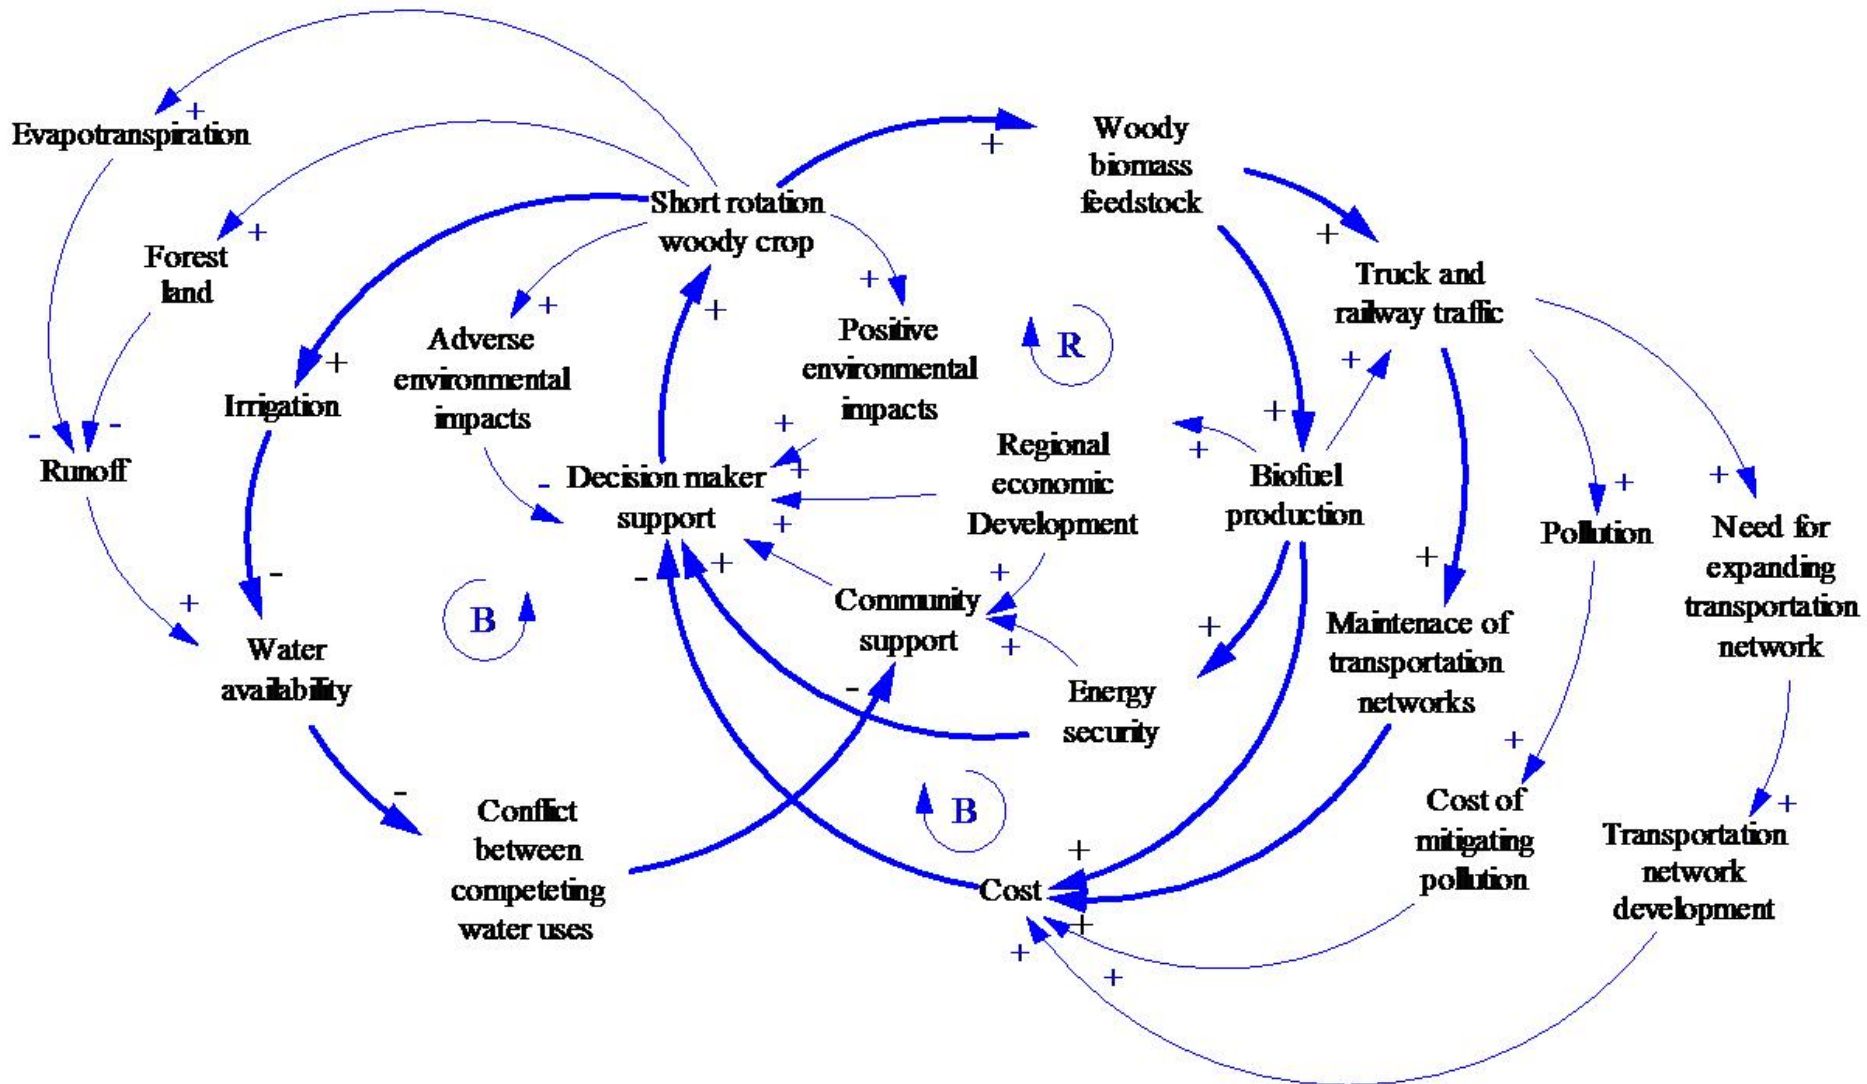 Evapotranspiration
+
Forest
land
+
Short rotation
woody crop
+
Woody
biomass
feedstock
+
Truck and
railway traffic
+
Adverse
environmental
impacts
+
Positive
environmental
impacts
+
+
R
Irrigation
+
Runoff
-
-
Decision maker
support
-
+
+
+
+
-
Regional
economic
Development
+
Biofuel
production
+
+
Pollution
+
Need for
expanding
transportation
network
+
Water
availability
-
+
B
Community
support
+
+
-
Energy
security
+
Maintenace of
transportation
networks
+
Conflict
between
competeting
water uses
-
B
Cost
+
+
+
+
Cost of
mitigating
pollution
+
Transportation
network
development
+